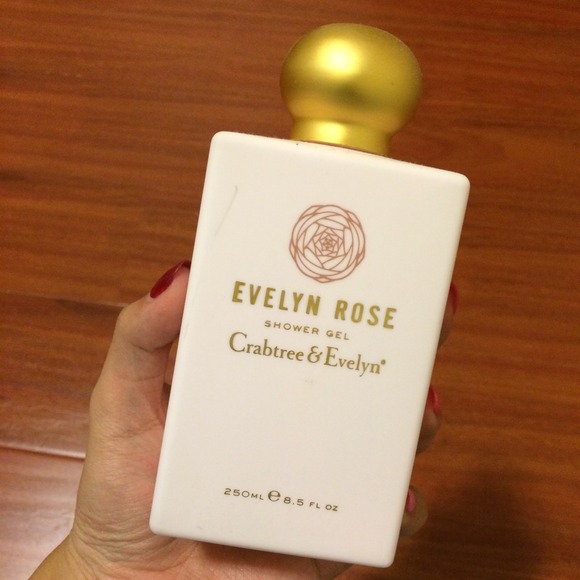 EVELYN ROSE
SHOWER GEL
Crabtree & Evelyn®
250ML ℮ 8.5 FL OZ